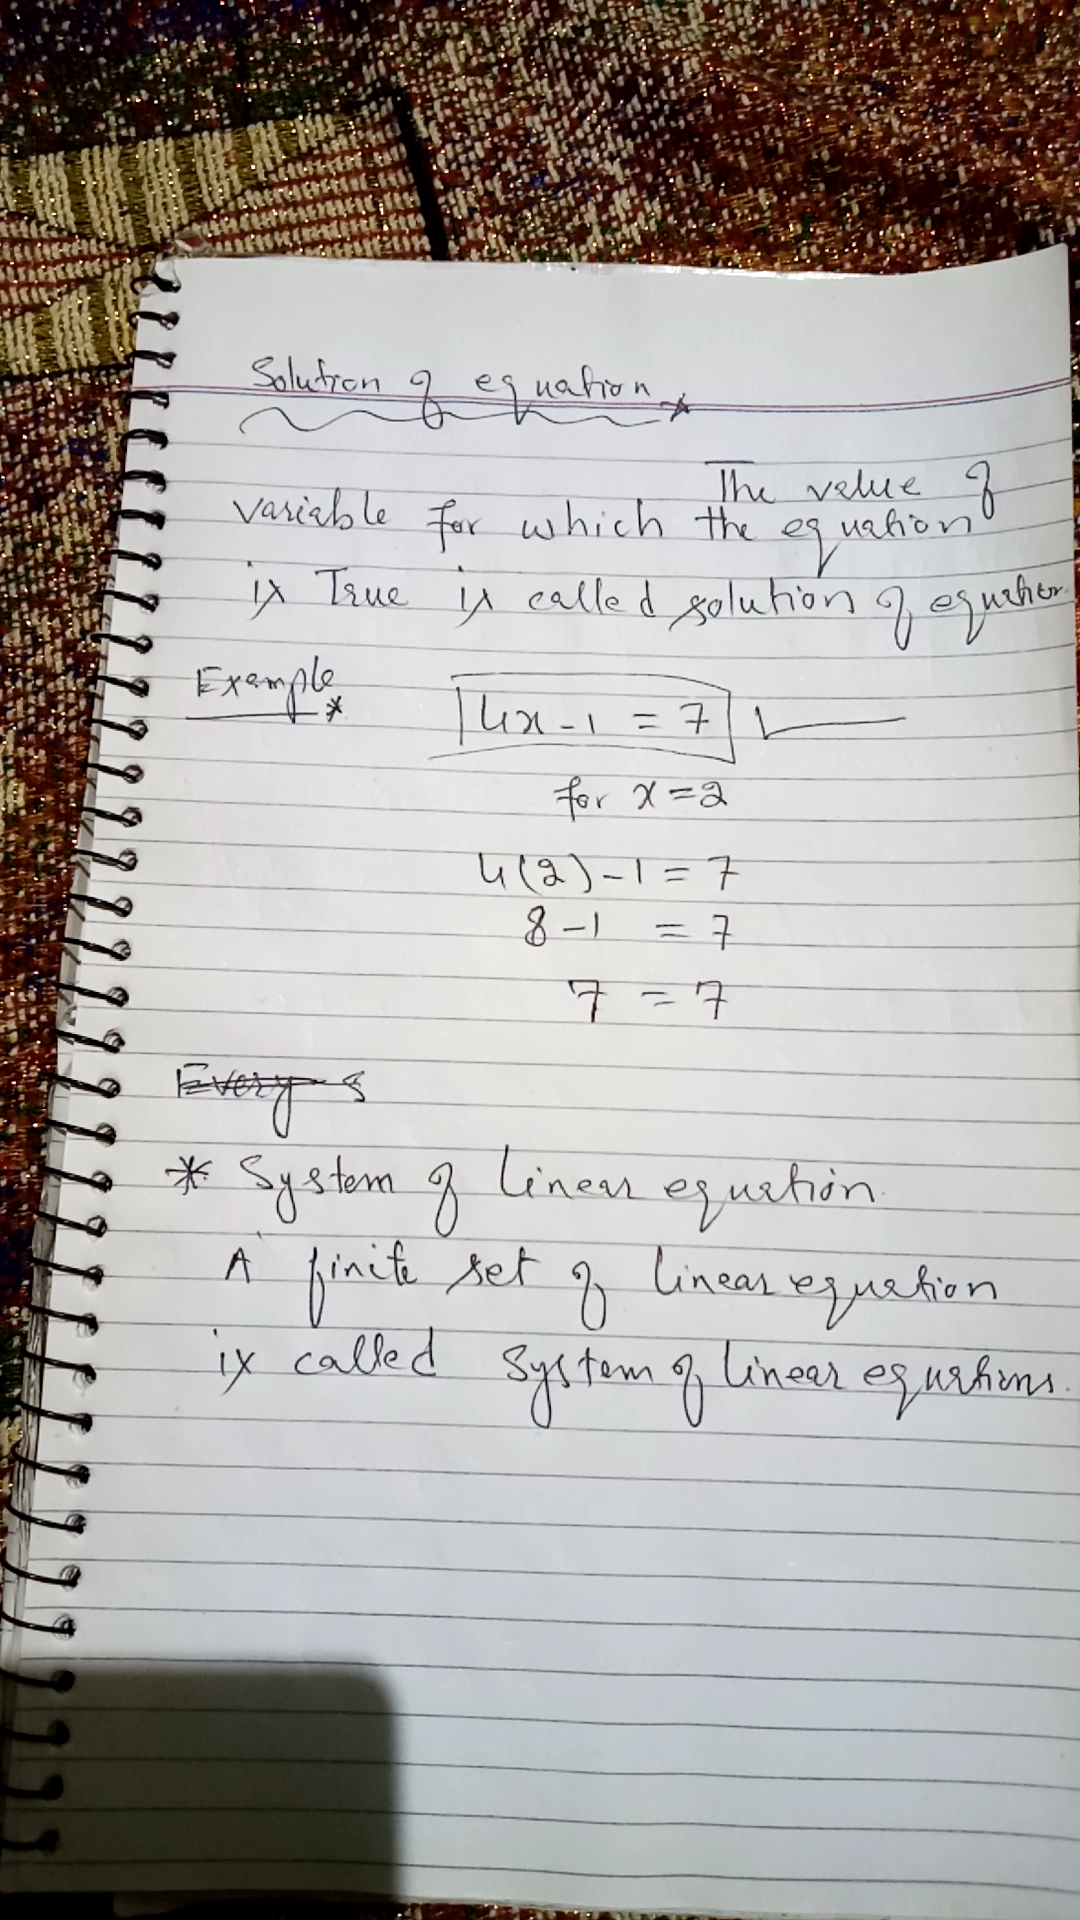 Solution of equation
The value of
variable for which the equation
is True is called solution of equation.
Example
4x - 1 = 7
for x = 2
4(2) - 1 = 7
8 - 1 = 7
7 = 7
Every s
* System of linear equation.
A finite set of linear equation
is called System of linear equations.